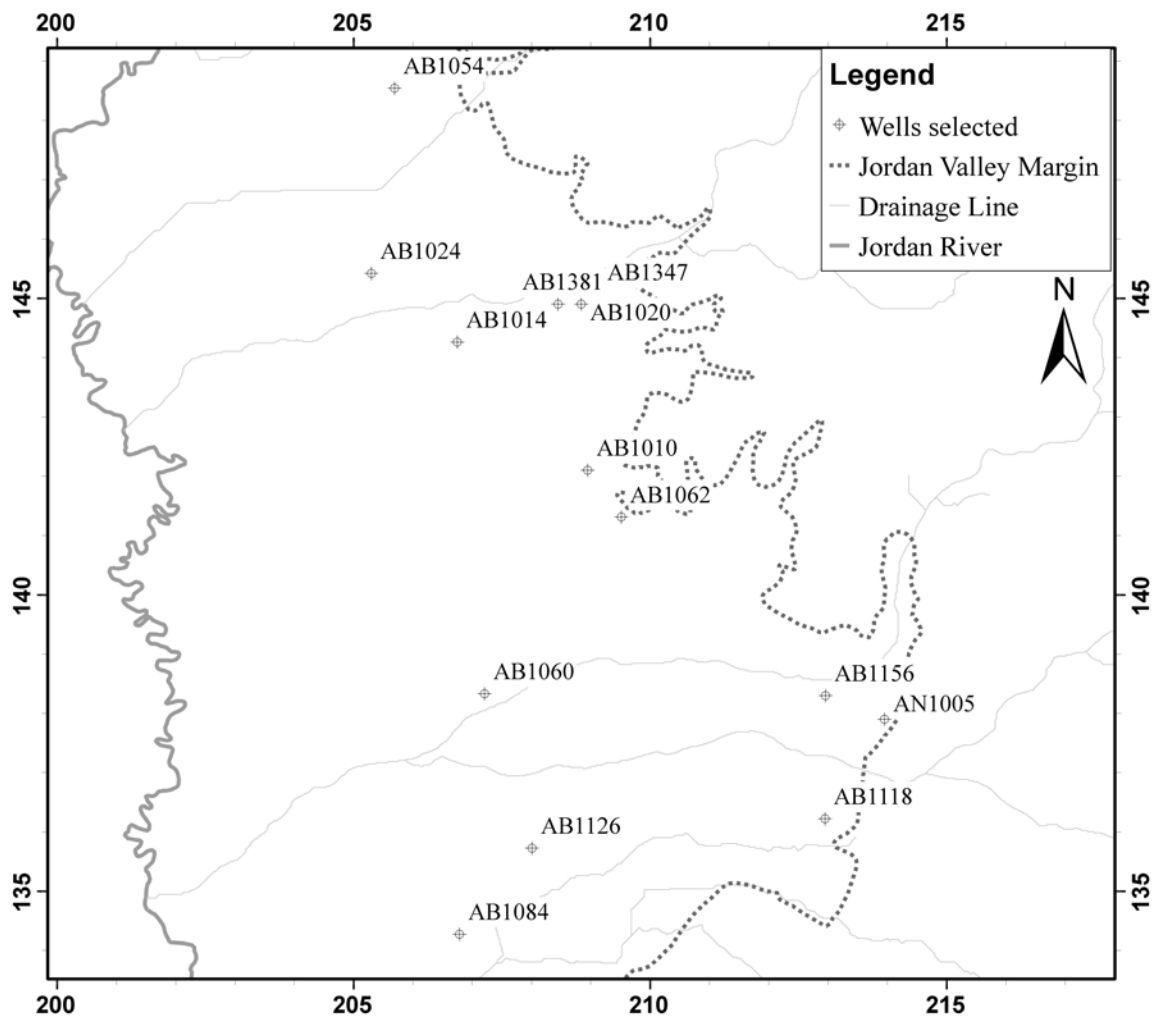 200 205 210 215
AB1054
Legend
Wells selected
Jordan Valley Margin
Drainage Line
Jordan River
AB1024
AB1381 AB1347
145 145
AB1020
AB1014
N
AB1010
AB1062
140 140
AB1060
AB1156
AN1005
AB1118
AB1126
135 135
AB1084
200 205 210 215